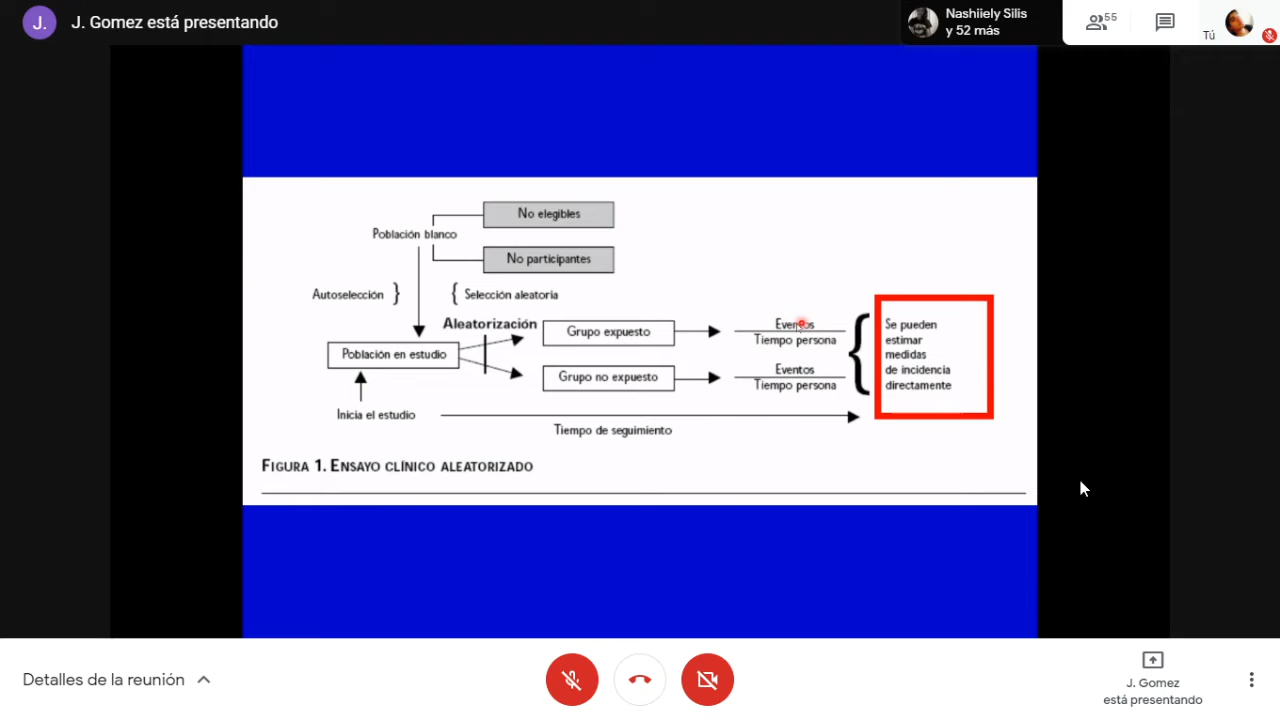 J.
J. Gomez está presentando
Nashiiely Silis
y 52 más
55
Tú
No elegibles
Población blanco
No participantes
Autoselección }
{ Selección aleatoria
Aleatorización
Grupo expuesto
Población en estudio
Grupo no expuesto
Eventos
Tiempo persona
Eventos
Tiempo persona
Se pueden
estimar
medidas
de incidencia
directamente
Inicia el estudio
Tiempo de seguimiento
FIGURA 1. ENSAYO CLÍNICO ALEATORIZADO
Detalles de la reunión
J. Gomez
está presentando